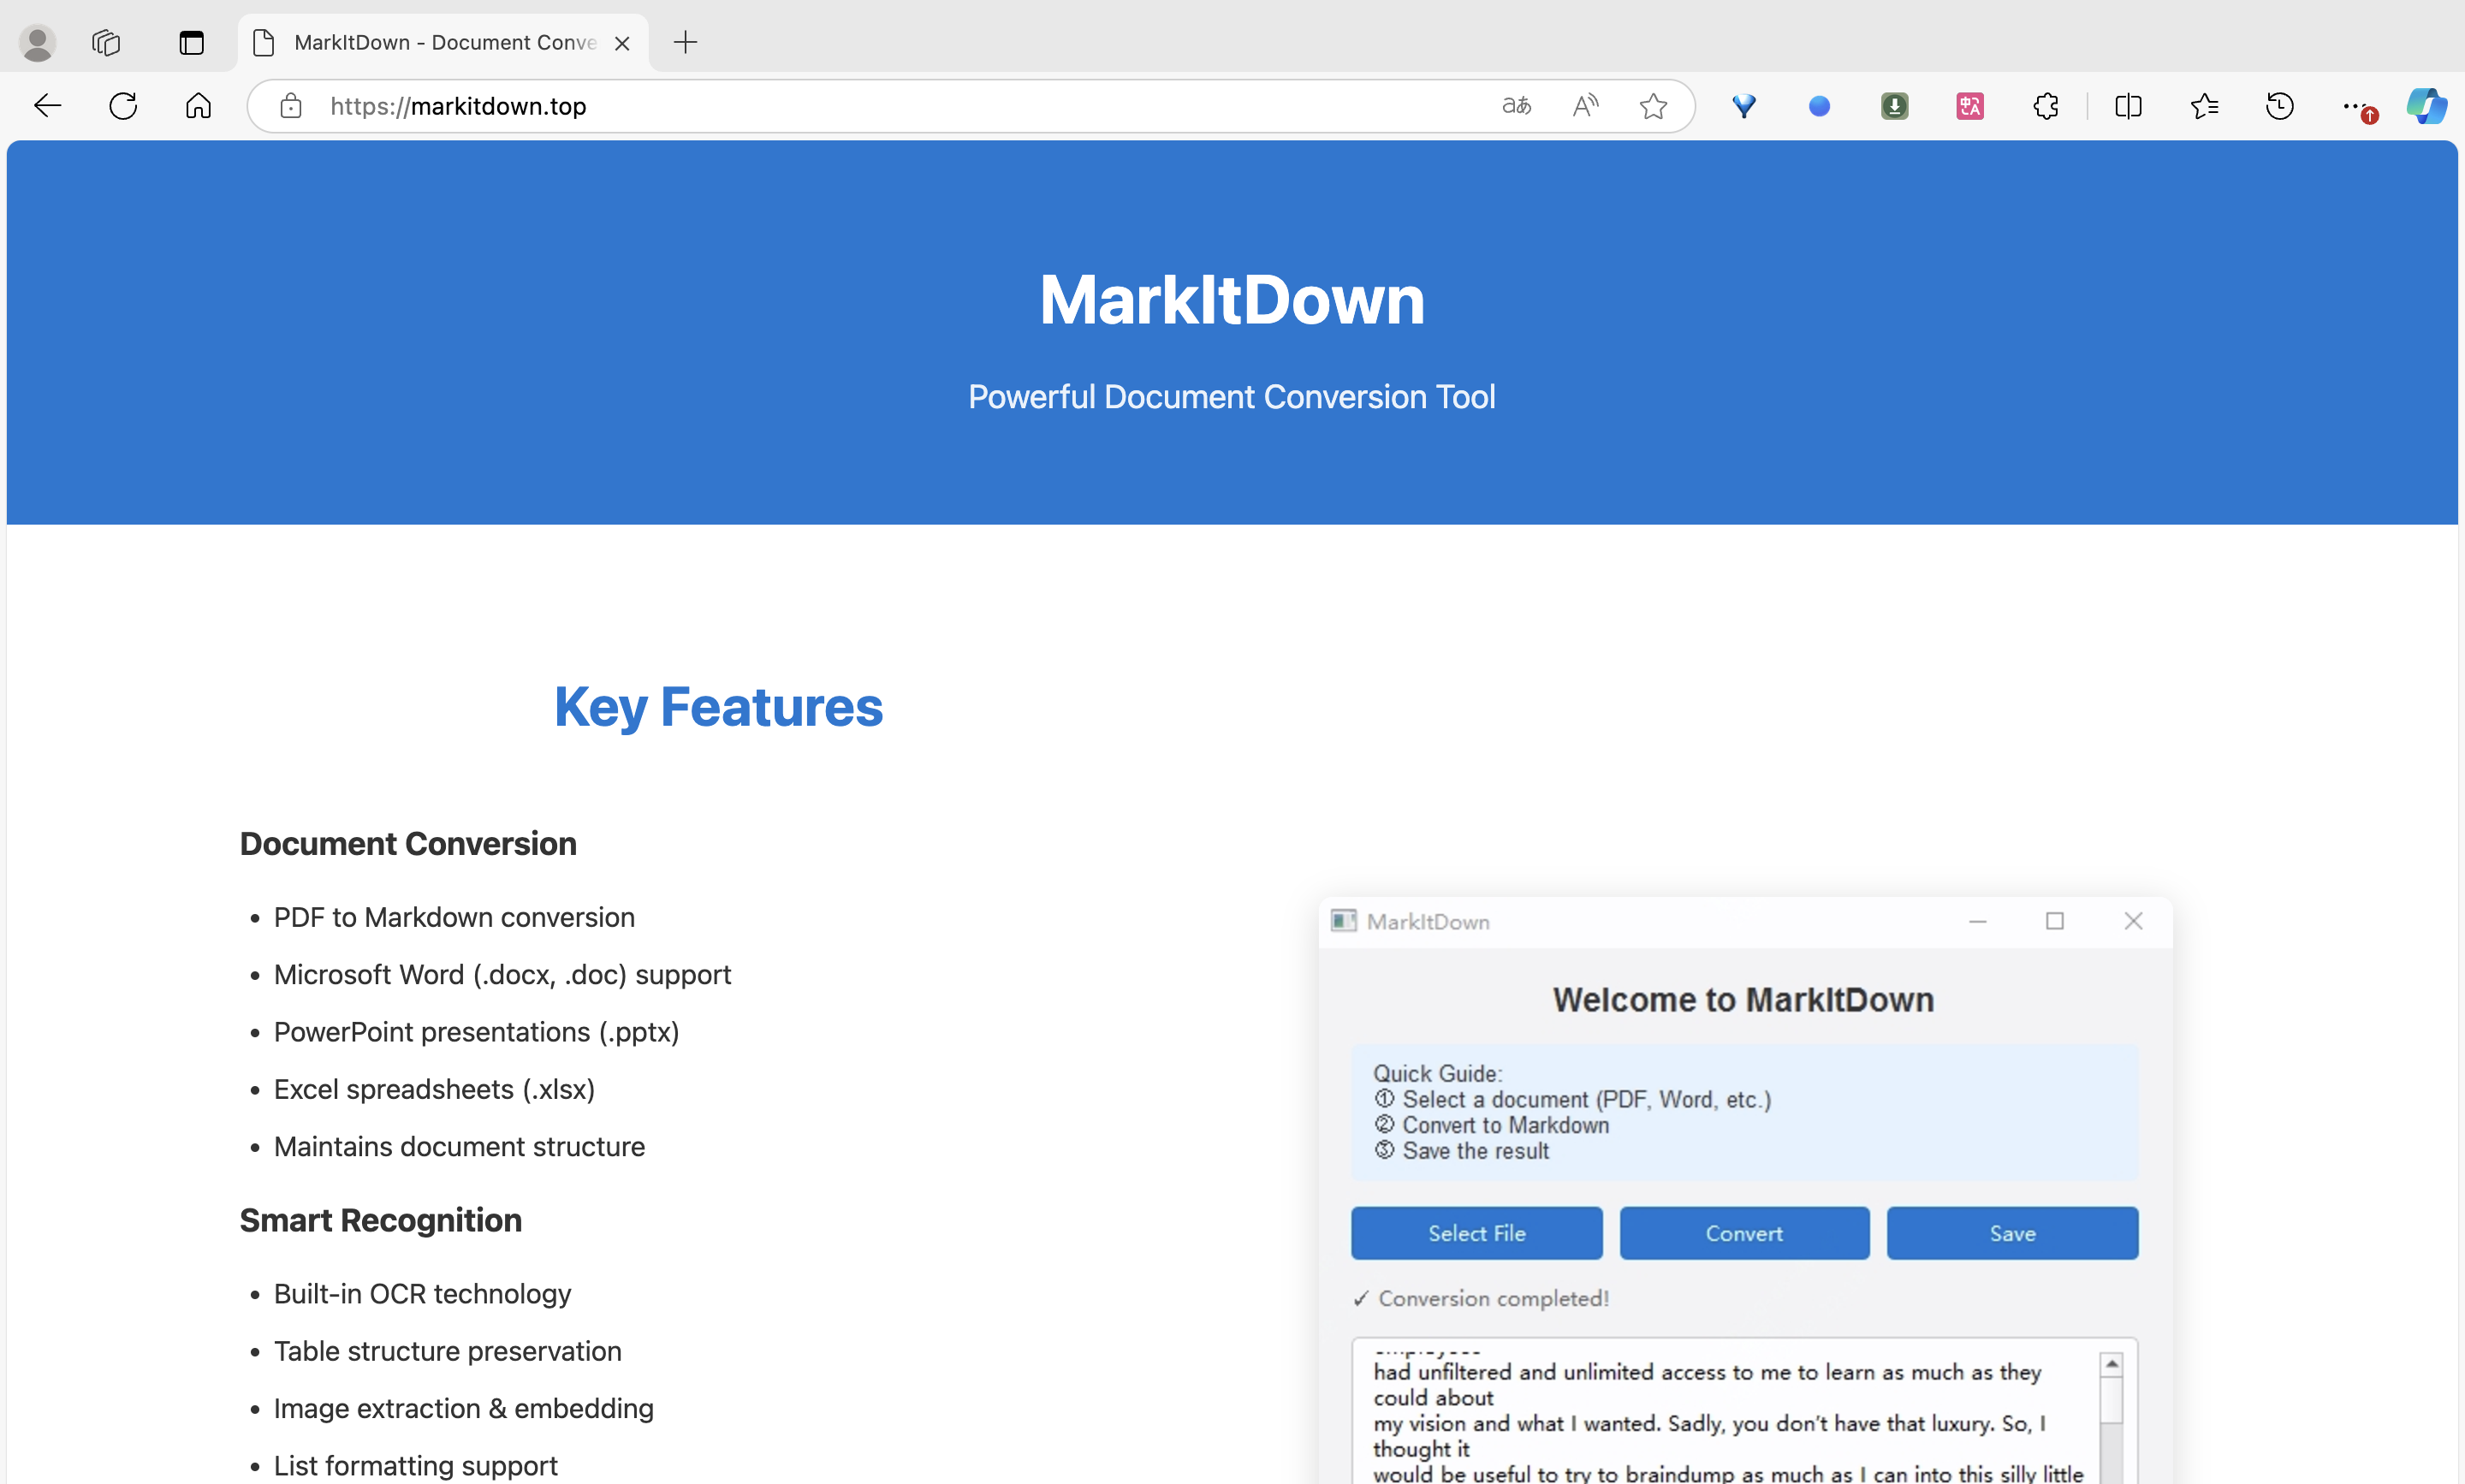 MarkItDown - Document Conve
https://markitdown.top
MarkItDown
Powerful Document Conversion Tool
Key Features
Document Conversion
• PDF to Markdown conversion
• Microsoft Word (.docx, .doc) support
• PowerPoint presentations (.pptx)
• Excel spreadsheets (.xlsx)
• Maintains document structure
Smart Recognition
• Built-in OCR technology
• Table structure preservation
• Image extraction & embedding
• List formatting support
MarkItDown
Welcome to MarkItDown
Quick Guide:
① Select a document (PDF, Word, etc.)
② Convert to Markdown
③ Save the result
Select File
Convert
Save
✓ Conversion completed!
had unfiltered and unlimited access to me to learn as much as they
could about
my vision and what I wanted. Sadly, you don't have that luxury. So, I
thought it
would be useful to try to braindump as much as I can into this silly little